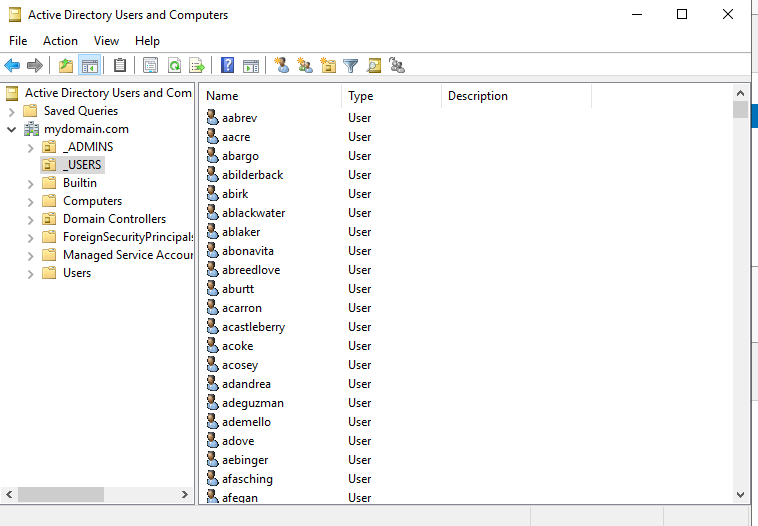 Active Directory Users and Computers
File Action View Help
Active Directory Users and Com
Saved Queries
mydomain.com
_ADMINS
_USERS
Builtin
Computers
Domain Controllers
ForeignSecurityPrincipals
Managed Service Accour
Users
Name Type Description
aabrev User
aacre User
abargo User
abilderback User
abirk User
ablackwater User
ablaker User
abonavita User
abreedlove User
aburtt User
acarron User
acastleberry User
acoke User
acosey User
adandrea User
adeguzman User
ademello User
adove User
aebinger User
afasching User
afegan User